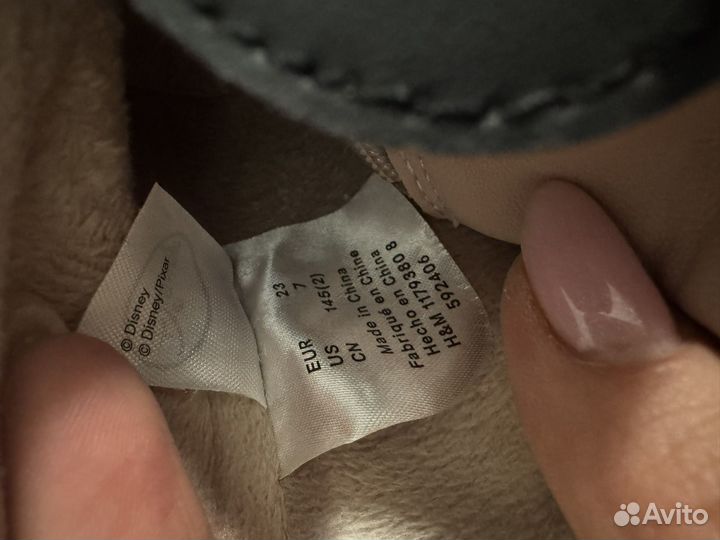 © Disney
© Disney/Pixar
EUR 23
US 7
CN 145(2)
Made in China
Fabriqué en Chine
Hecho en China
H&M 1179380 8
592406
Avito